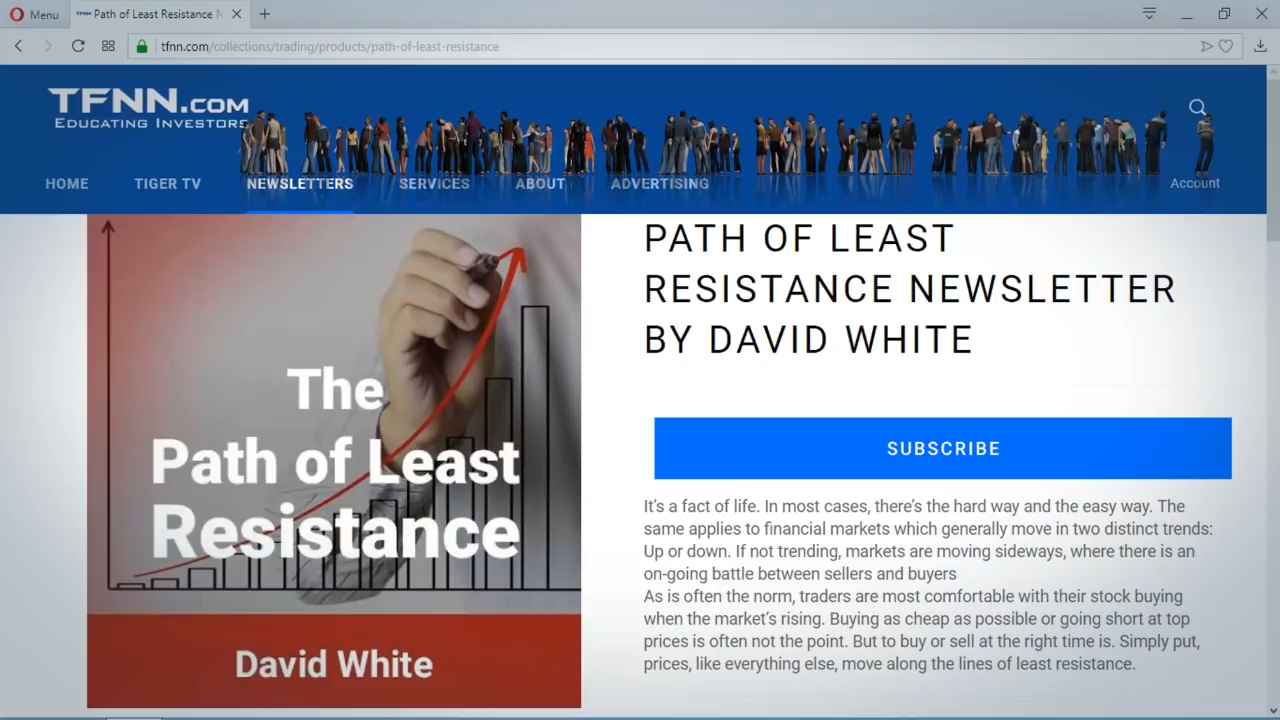 Menu
Path of Least Resistance N
tfnn.com/collections/trading/products/path-of-least-resistance
TFNN.COM
EDUCATING INVESTORS
HOME
TIGER TV
NEWSLETTERS
SERVICES
ABOUT
ADVERTISING
Account
The
Path of Least
Resistance
David White
PATH OF LEAST
RESISTANCE NEWSLETTER
BY DAVID WHITE
SUBSCRIBE
It's a fact of life. In most cases, there's the hard way and the easy way. The
same applies to financial markets which generally move in two distinct trends:
Up or down. If not trending, markets are moving sideways, where there is an
on-going battle between sellers and buyers
As is often the norm, traders are most comfortable with their stock buying
when the market's rising. Buying as cheap as possible or going short at top
prices is often not the point. But to buy or sell at the right time is. Simply put,
prices, like everything else, move along the lines of least resistance.